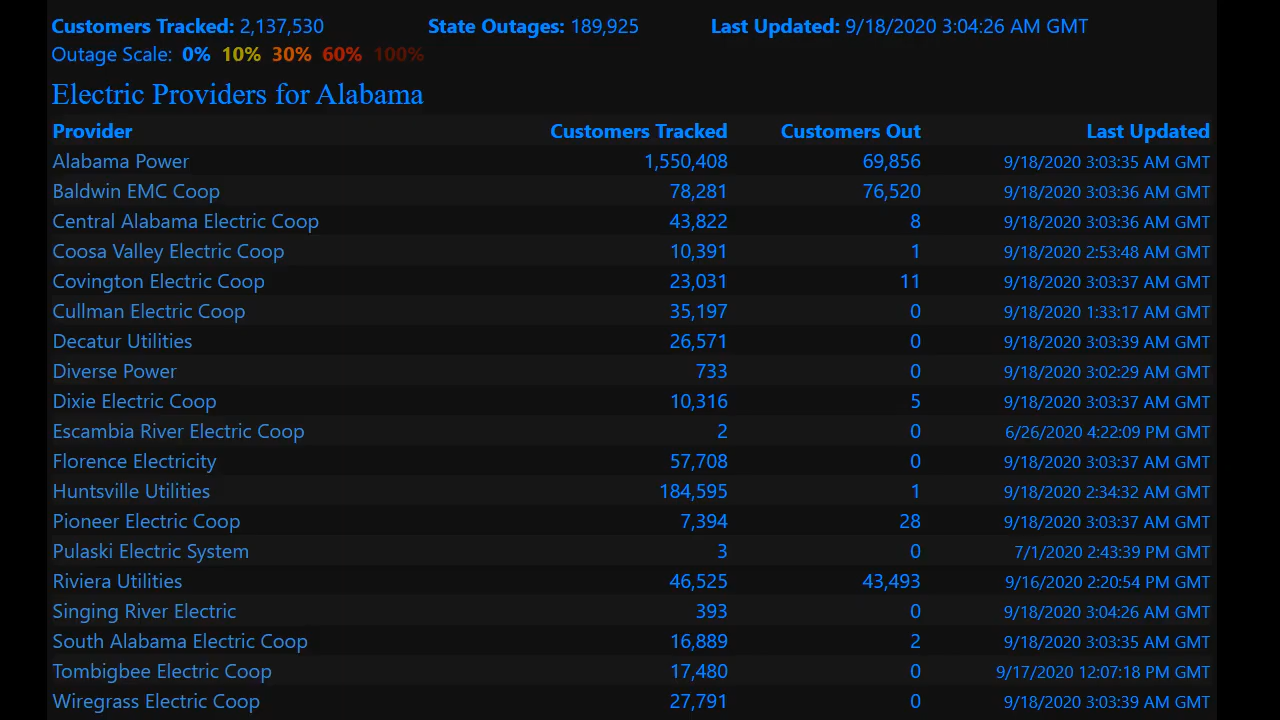 Customers Tracked: 2,137,530 State Outages: 189,925 Last Updated: 9/18/2020 3:04:26 AM GMT
Outage Scale: 0% 10% 30% 60% 100%
Electric Providers for Alabama
Provider Customers Tracked Customers Out Last Updated
Alabama Power 1,550,408 69,856 9/18/2020 3:03:35 AM GMT
Baldwin EMC Coop 78,281 76,520 9/18/2020 3:03:36 AM GMT
Central Alabama Electric Coop 43,822 8 9/18/2020 3:03:36 AM GMT
Coosa Valley Electric Coop 10,391 1 9/18/2020 2:53:48 AM GMT
Covington Electric Coop 23,031 11 9/18/2020 3:03:37 AM GMT
Cullman Electric Coop 35,197 0 9/18/2020 1:33:17 AM GMT
Decatur Utilities 26,571 0 9/18/2020 3:03:39 AM GMT
Diverse Power 733 0 9/18/2020 3:02:29 AM GMT
Dixie Electric Coop 10,316 5 9/18/2020 3:03:37 AM GMT
Escambia River Electric Coop 2 0 6/26/2020 4:22:09 PM GMT
Florence Electricity 57,708 0 9/18/2020 3:03:37 AM GMT
Huntsville Utilities 184,595 1 9/18/2020 2:34:32 AM GMT
Pioneer Electric Coop 7,394 28 9/18/2020 3:03:37 AM GMT
Pulaski Electric System 3 0 7/1/2020 2:43:39 PM GMT
Riviera Utilities 46,525 43,493 9/16/2020 2:20:54 PM GMT
Singing River Electric 393 0 9/18/2020 3:04:26 AM GMT
South Alabama Electric Coop 16,889 2 9/18/2020 3:03:35 AM GMT
Tombigbee Electric Coop 17,480 0 9/17/2020 12:07:18 PM GMT
Wiregrass Electric Coop 27,791 0 9/18/2020 3:03:39 AM GMT